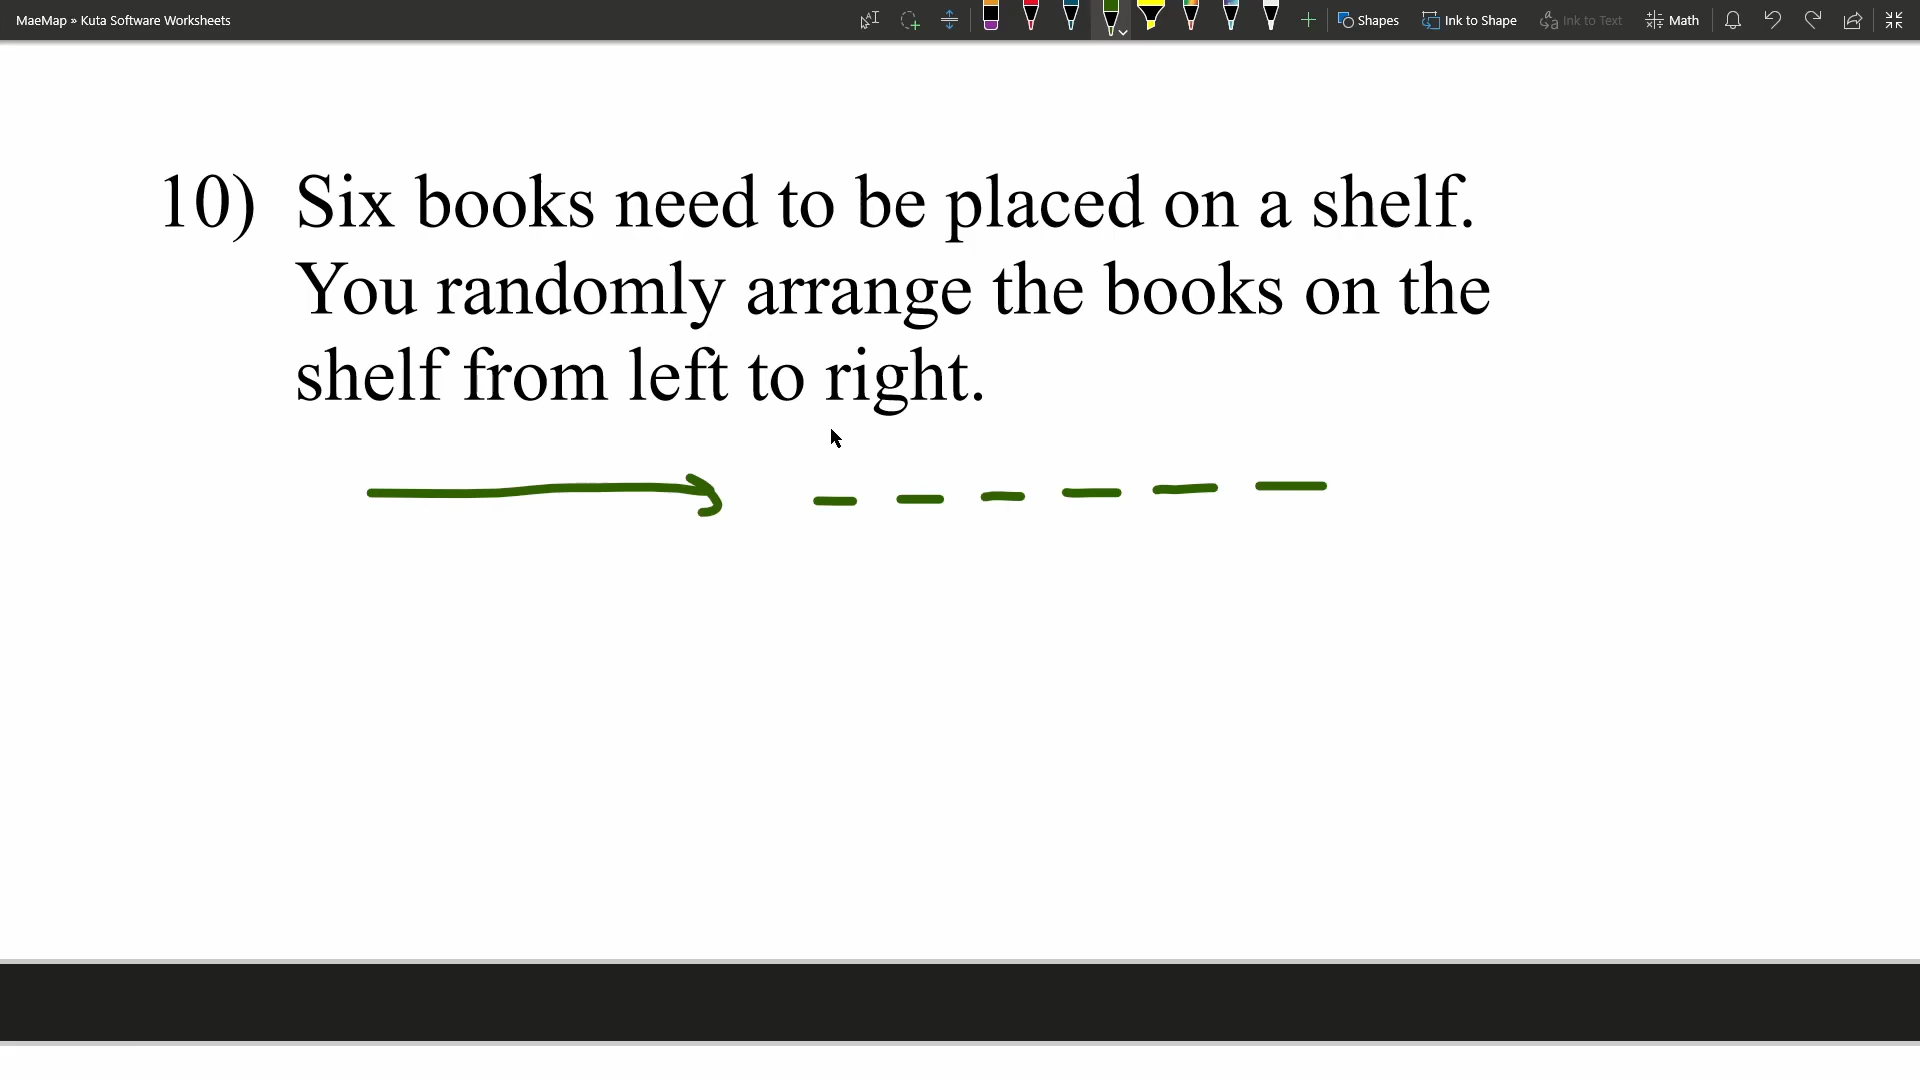 MaeMap » Kuta Software Worksheets
Shapes
Ink to Shape
Ink to Text
Math
10) Six books need to be placed on a shelf.
You randomly arrange the books on the
shelf from left to right.